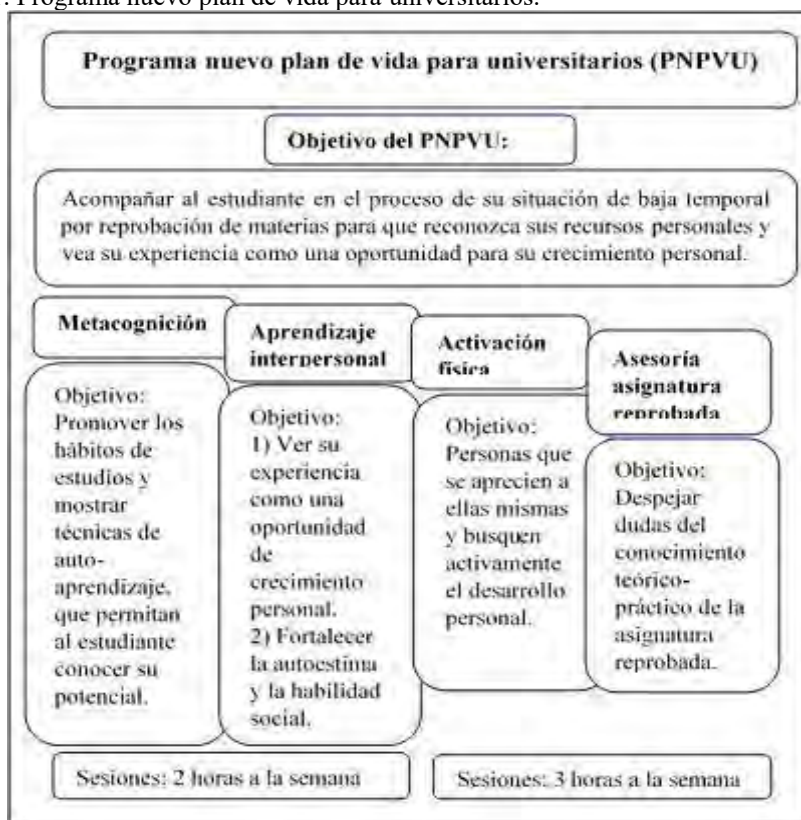 : Programa nuevo plan de vida para universitarios.
Programa nuevo plan de vida para universitarios (PNPVU)
Objetivo del PNPVU:
Acompañar al estudiante en el proceso de su situación de baja temporal
por reprobación de materias para que reconozca sus recursos personales y
vea su experiencia como una oportunidad para su crecimiento personal.
Metacognición
Objetivo:
Promover los
hábitos de
estudios y
mostrar
técnicas de
auto-
aprendizaje,
que permitan
al estudiante
conocer su
potencial.
Aprendizaje
interpersonal
Objetivo:
1) Ver su
experiencia
como una
oportunidad
de
crecimiento
personal.
2) Fortalecer
la autoestima
y la habilidad
social.
Activación
física
Objetivo:
Personas que
se aprecien a
ellas mismas
y busquen
activamente
el desarrollo
personal.
Asesoría
asignatura
reprobada
Objetivo:
Despejar
dudas del
conocimiento
teórico-
práctico de la
asignatura
reprobada.
Sesiones: 2 horas a la semana
Sesiones: 3 horas a la semana